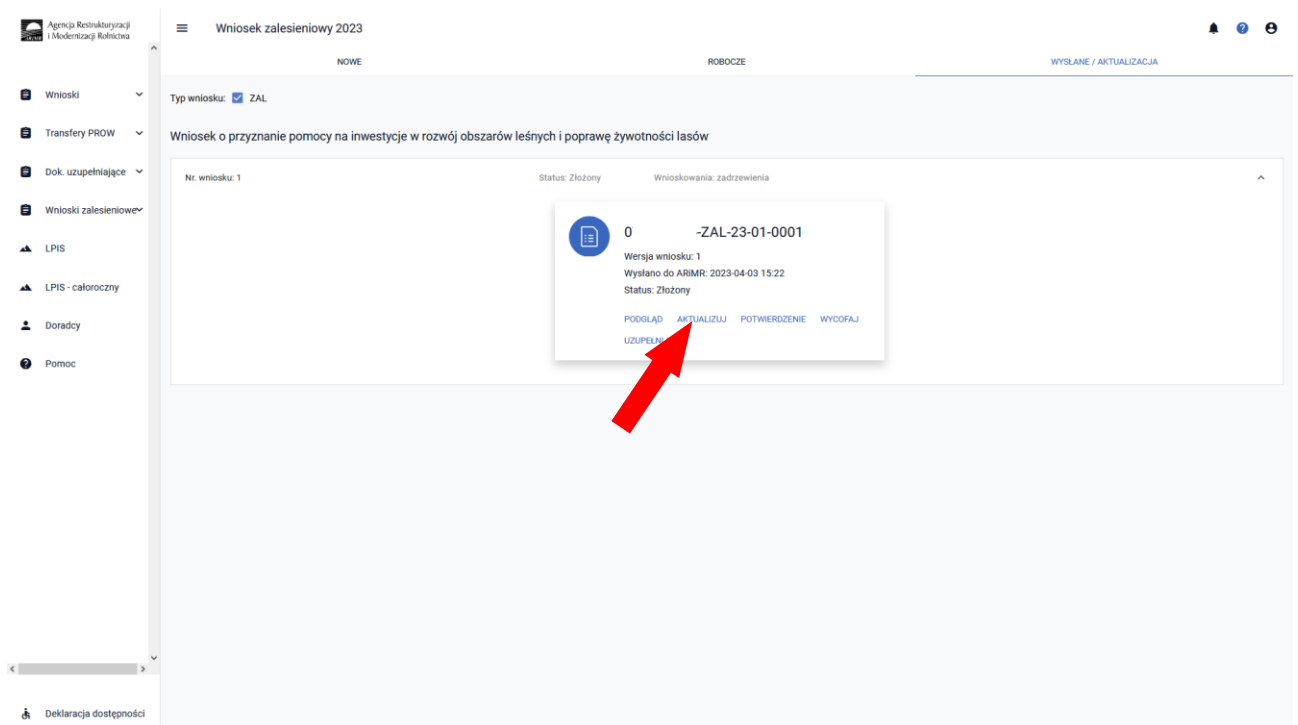 Agencja Restrukturyzacji
i Modernizacji Rolnictwa
Wniosek zalesieniowy 2023
NOWE
ROBOCZE
WYSŁANE / AKTUALIZACJA
Wnioski
Transfery PROW
Dok. uzupełniające
Wnioski zalesieniowe
LPIS
LPIS - całoroczny
Doradcy
Pomoc
Deklaracja dostępności
Typ wniosku: ZAL
Wniosek o przyznanie pomocy na inwestycje w rozwój obszarów leśnych i poprawę żywotności lasów
Nr. wniosku: 1 Status: Złożony Wnioskowania: zadrzewienia
0 -ZAL-23-01-0001
Wersja wniosku: 1
Wysłano do ARiMR: 2023-04-03 15:22
Status: Złożony
PODGLĄD AKTUALIZUJ POTWIERDZENIE WYCOFAJ